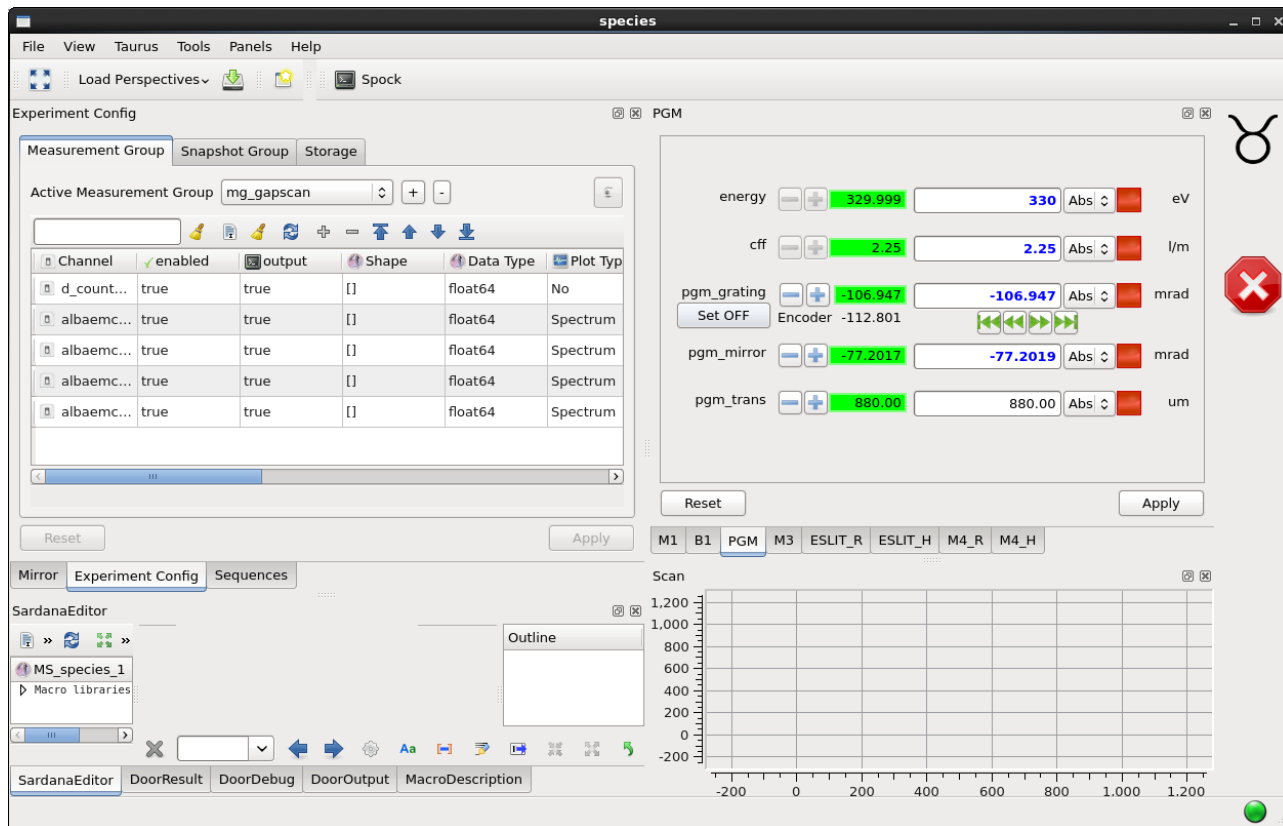 species
File View Taurus Tools Panels Help
Load Perspectives Spock
Experiment Config
Measurement Group Snapshot Group Storage
Active Measurement Group mg_gapscan + -
Channel enabled output Shape Data Type Plot Typ
d_count... true true [] float64 No
albaemc... true true [] float64 Spectrum
albaemc... true true [] float64 Spectrum
albaemc... true true [] float64 Spectrum
albaemc... true true [] float64 Spectrum
Reset Apply
Mirror Experiment Config Sequences
SardanaEditor
» »
Outline
MS_species_1
Macro libraries
Aa
SardanaEditor DoorResult DoorDebug DoorOutput MacroDescription
PGM
energy 329.999 330 Abs eV
cff 2.25 2.25 Abs l/m
pgm_grating -106.947 -106.947 Abs mrad
Set OFF Encoder -112.801
pgm_mirror -77.2017 -77.2019 Abs mrad
pgm_trans 880.00 880.00 Abs um
Reset Apply
M1 B1 PGM M3 ESLIT_R ESLIT_H M4_R M4_H
Scan
1,200
1,000
800
600
400
200
0
-200
-200 0 200 400 600 800 1.000 1.200